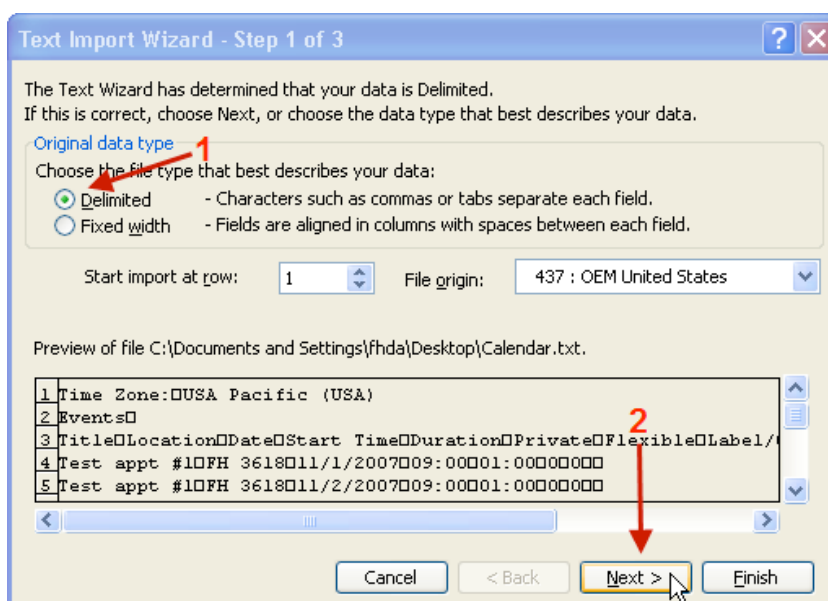 Text Import Wizard - Step 1 of 3
The Text Wizard has determined that your data is Delimited.
If this is correct, choose Next, or choose the data type that best describes your data.
Original data type
1
Choose the file type that best describes your data:
Delimited - Characters such as commas or tabs separate each field.
Fixed width - Fields are aligned in columns with spaces between each field.
Start import at row: 1 File origin: 437 : OEM United States
Preview of file C:\Documents and Settings\fhda\Desktop\Calendar.txt.
1 Time Zone:□USA Pacific (USA)
2 Events□
2
3 Title□Location□Date□Start Time□Duration□Private□Flexible□Label/
4 Test appt #1□FH 3618□11/1/2007□09:00□01:00□0□0□□
5 Test appt #1□FH 3618□11/2/2007□09:00□01:00□0□0□□
Cancel < Back Next > Finish